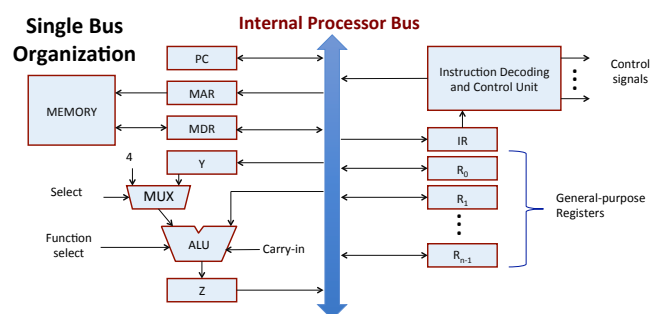 Single Bus
Organization
Internal Processor Bus
PC
MAR
MDR
MEMORY
Y
4
Select
MUX
Function
select
ALU
Carry-in
Z
Instruction Decoding
and Control Unit
Control
signals
IR
R0
R1
Rn-1
General-purpose
Registers